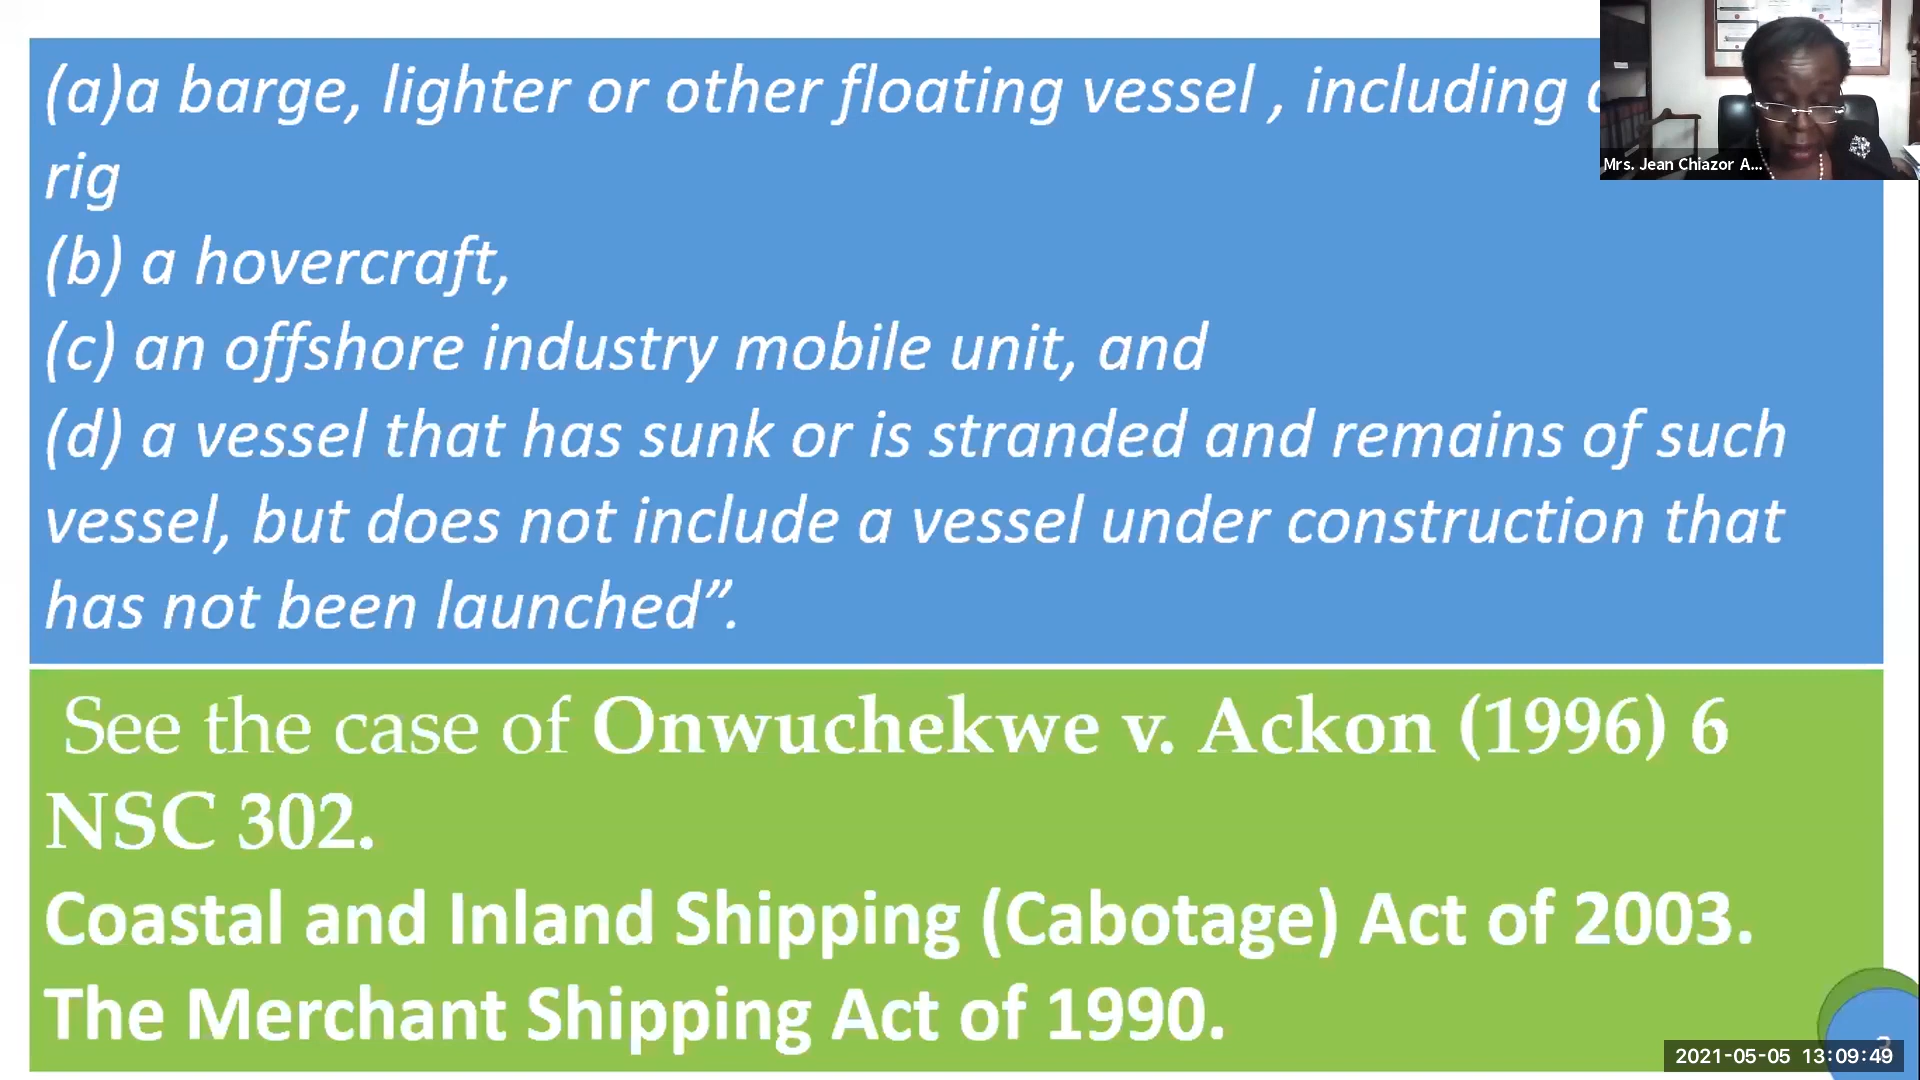 (a)a barge, lighter or other floating vessel , including
rig
(b) a hovercraft,
(c) an offshore industry mobile unit, and
(d) a vessel that has sunk or is stranded and remains of such
vessel, but does not include a vessel under construction that
has not been launched”.
See the case of Onwuchekwe v. Ackon (1996) 6
NSC 302.
Coastal and Inland Shipping (Cabotage) Act of 2003.
The Merchant Shipping Act of 1990.
Mrs. Jean Chiazor A...
2021-05-05 13:09:49